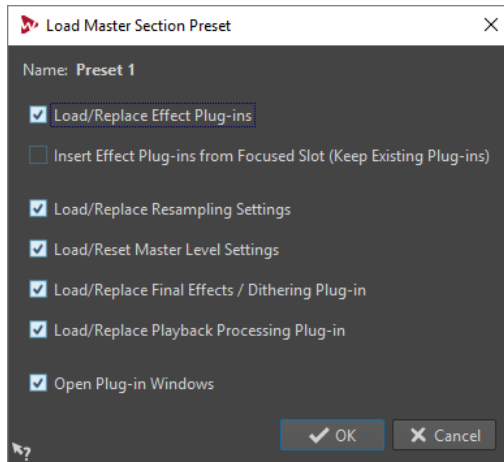 Load Master Section Preset
Name: Preset 1
Load/Replace Effect Plug-ins
Insert Effect Plug-ins from Focused Slot (Keep Existing Plug-ins)
Load/Replace Resampling Settings
Load/Reset Master Level Settings
Load/Replace Final Effects / Dithering Plug-in
Load/Replace Playback Processing Plug-in
Open Plug-in Windows
OK
Cancel
?